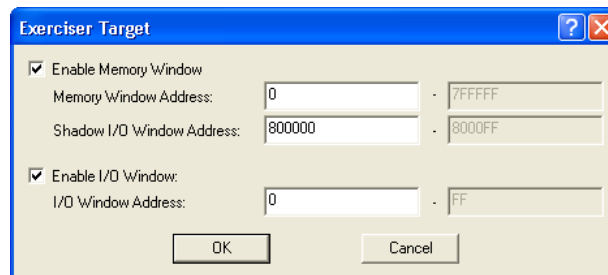 Exerciser Target
Enable Memory Window
Memory Window Address: 0 - 7FFFFF
Shadow I/O Window Address: 800000 - 8000FF
Enable I/O Window:
I/O Window Address: 0 - FF
OK Cancel